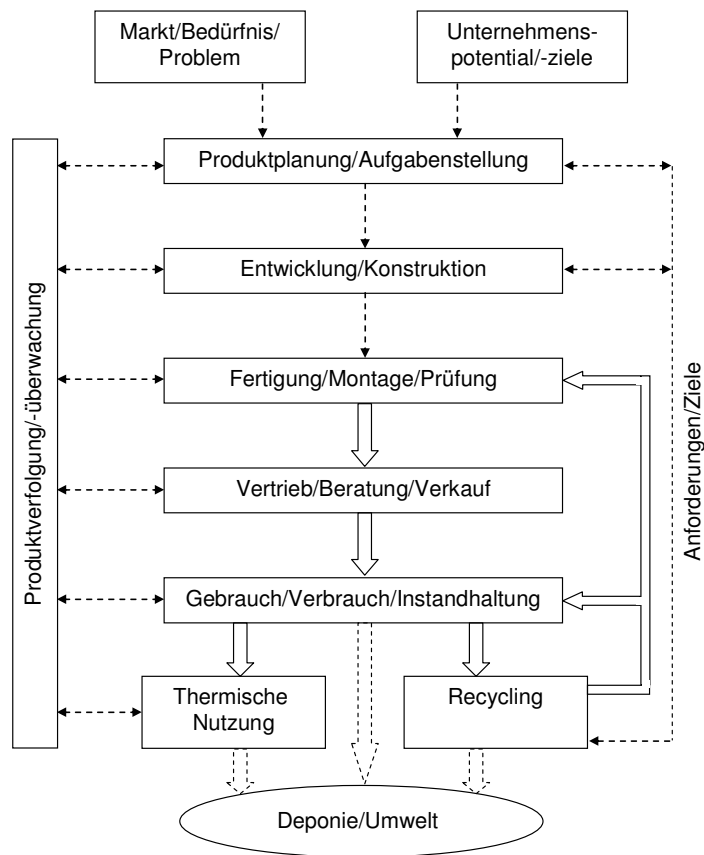 Markt/Bedürfnis/
Problem
Unternehmens-
potential/-ziele
Produktplanung/Aufgabenstellung
Entwicklung/Konstruktion
Fertigung/Montage/Prüfung
Vertrieb/Beratung/Verkauf
Gebrauch/Verbrauch/Instandhaltung
Thermische
Nutzung
Recycling
Deponie/Umwelt
Produktverfolgung/-überwachung
Anforderungen/Ziele